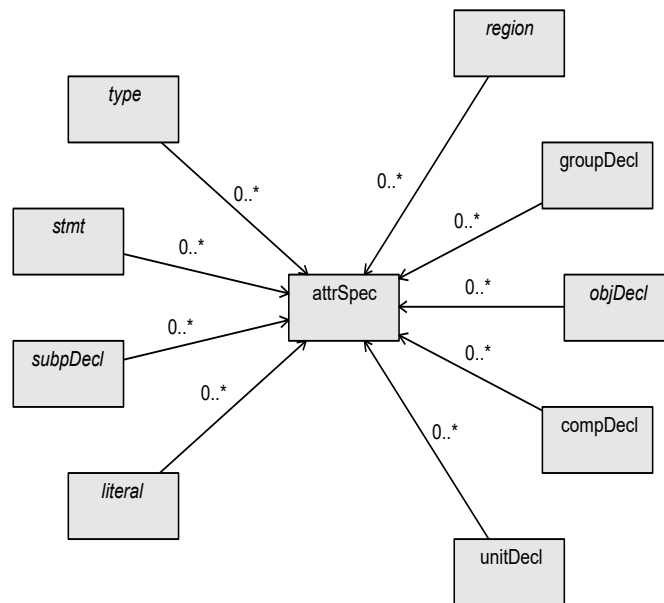 region
type
0..*
0..*
groupDecl
stmt
0..*
0..*
attrSpec
0..*
objDecl
subpDecl
0..*
0..*
0..*
compDecl
0..*
literal
unitDecl